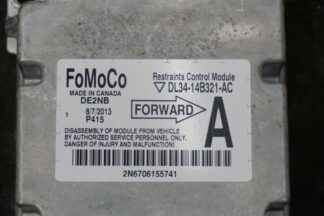 FoMoCo
MADE IN CANADA
DE2NB
Restraints Control Module
▽ DL34-14B321-AC
8/7/2013
1 P415
FORWARD
A
DISASSEMBLY OF MODULE FROM VEHICLE
BY AUTHORIZED SERVICE PERSONNEL ONLY.
DANGER OF INJURY AND MALFUNCTION
2N6706155741